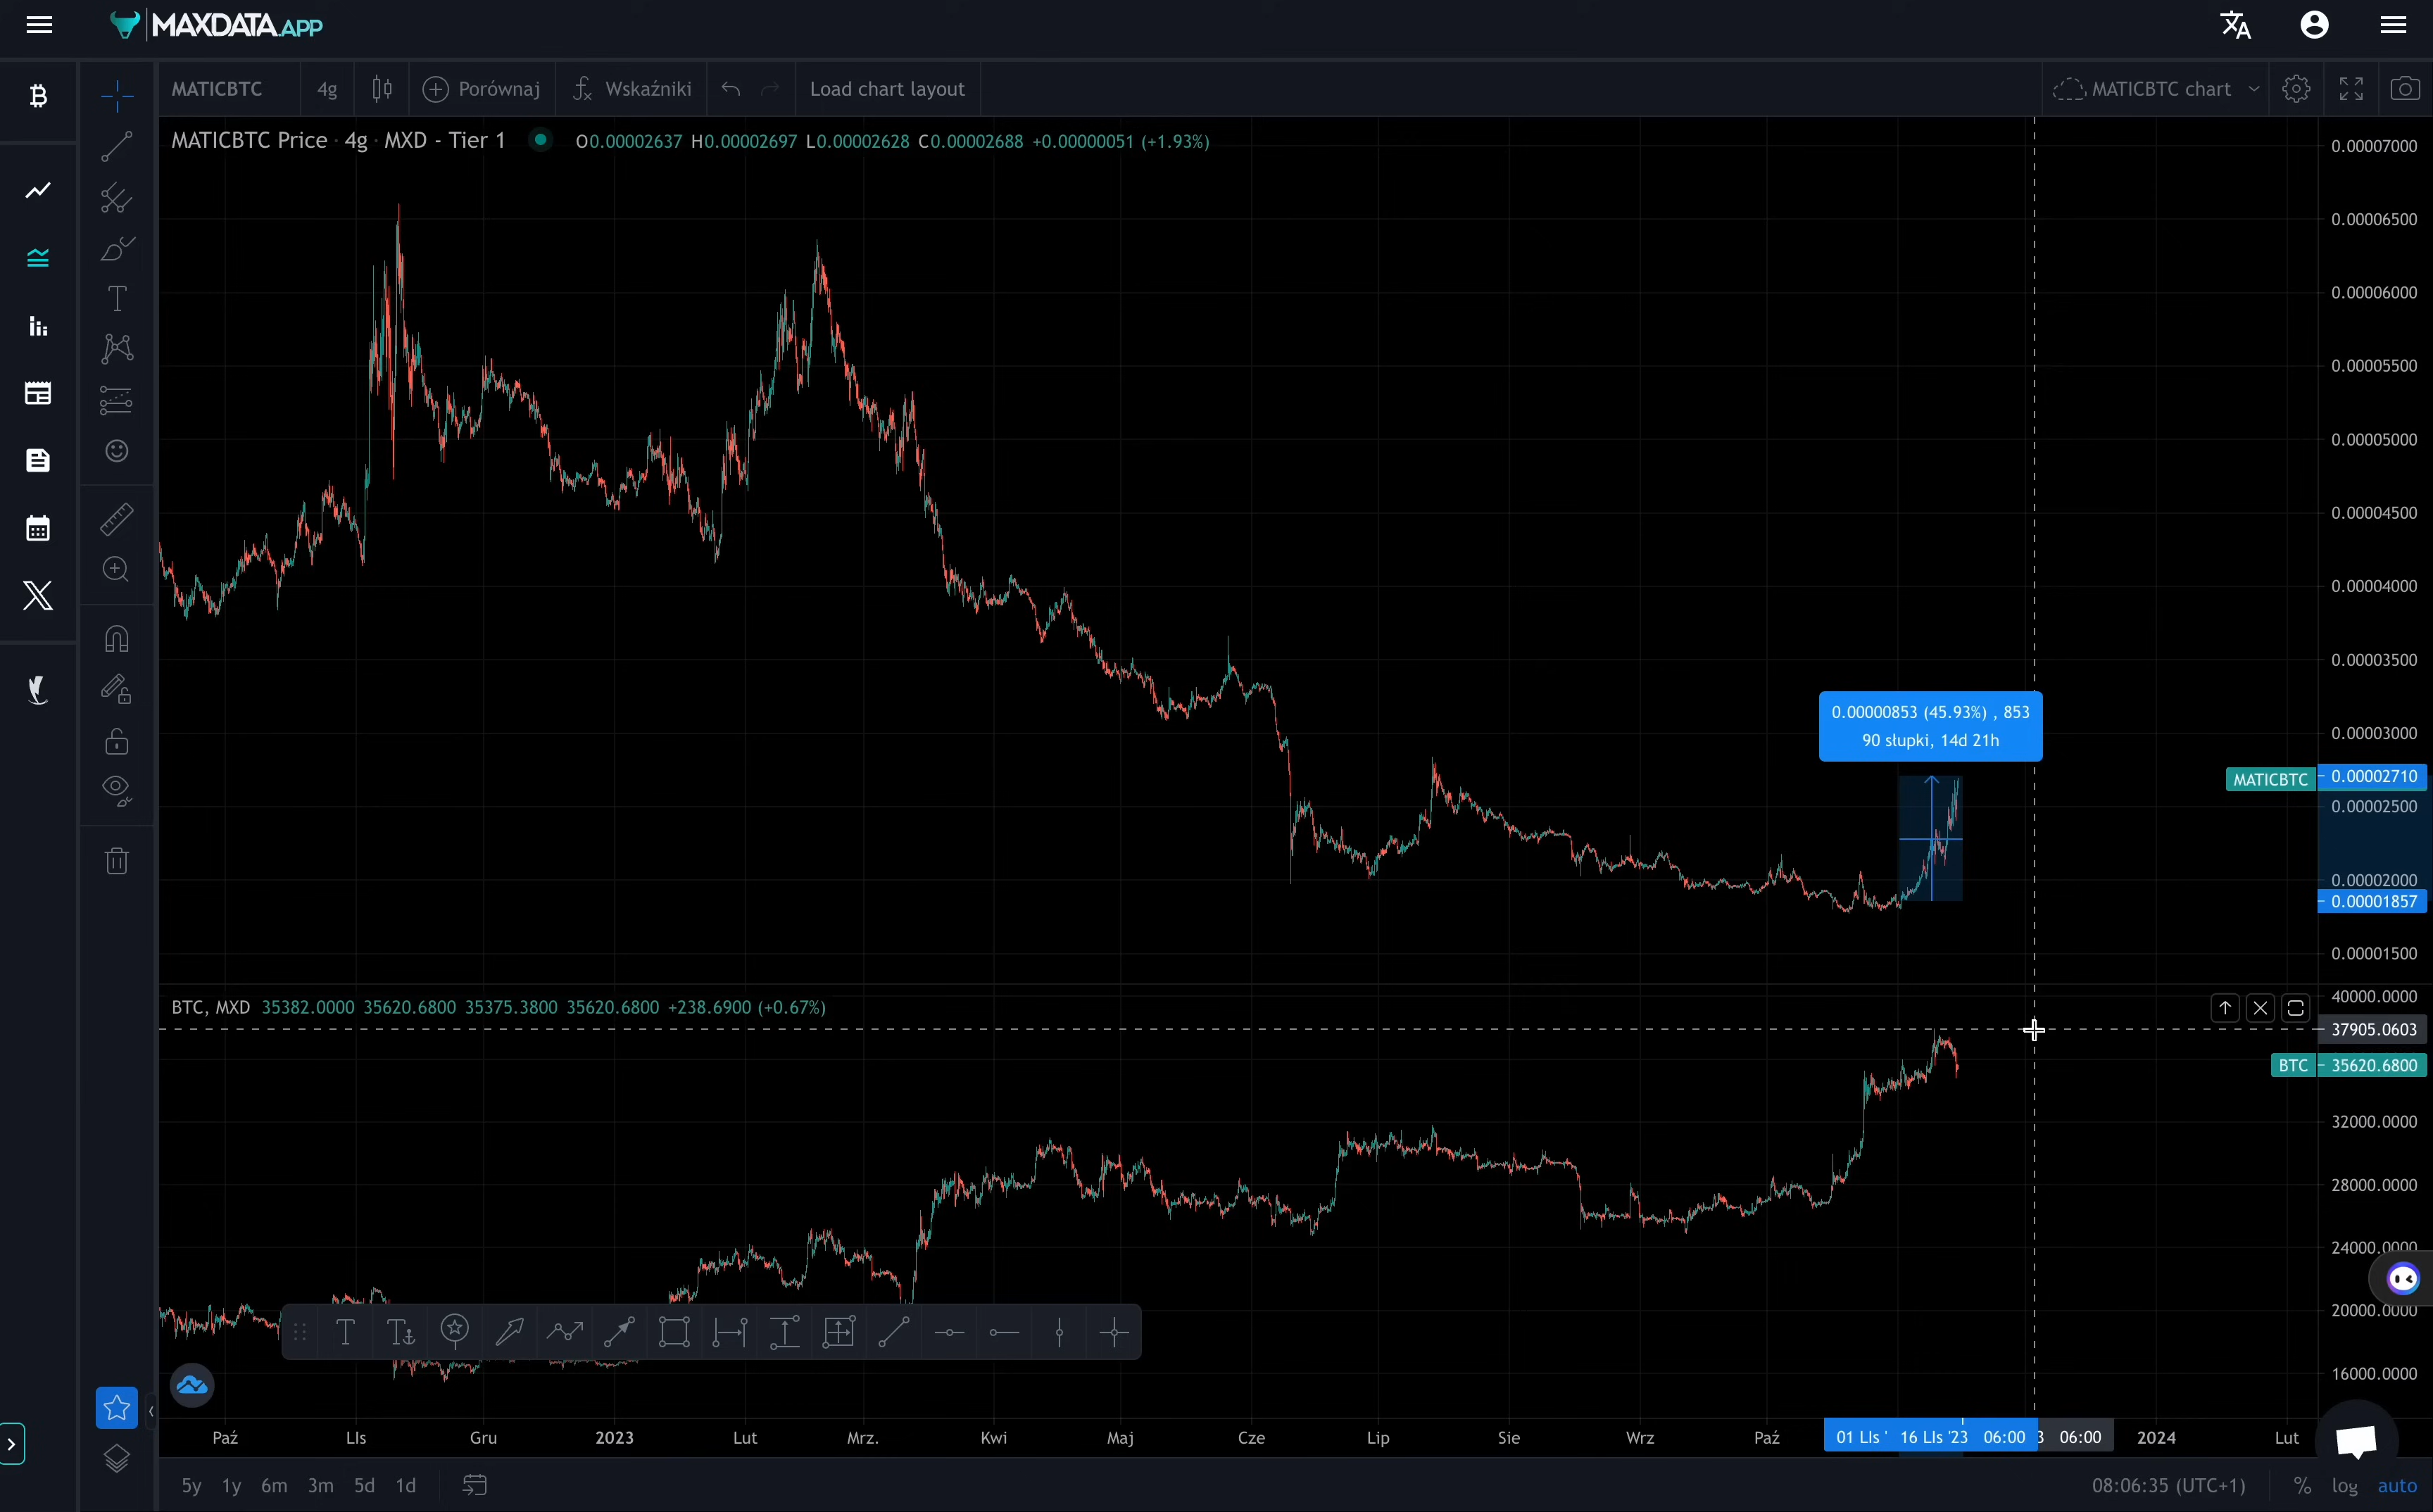 MAXDATA.APP
MATICBTC 4g Porównaj Wskaźniki Load chart layout MATICBTC chart
MATICBTC Price · 4g · MXD - Tier 1 O0.00002637 H0.00002697 L0.00002628 C0.00002688 +0.00000051 (+1.93%)
0.00007000
0.00006500
0.00006000
0.00005500
0.00005000
0.00004500
0.00004000
0.00003500
0.00000853 (45.93%) , 853
90 słupki, 14d 21h
0.00003000
MATICBTC 0.00002710
0.00002500
0.00002000
0.00001857
0.00001500
BTC, MXD 35382.0000 35620.6800 35375.3800 35620.6800 +238.6900 (+0.67%)
40000.0000
37905.0603
BTC 35620.6800
32000.0000
28000.0000
24000.0000
20000.0000
16000.0000
Paź LIs Gru 2023 Lut Mrz. Kwi Maj Cze Lip Sie Wrz Paź 01 LIs ' 16 LIs '23 06:00 3 06:00 2024 Lut
5y 1y 6m 3m 5d 1d 08:06:35 (UTC+1) % log auto